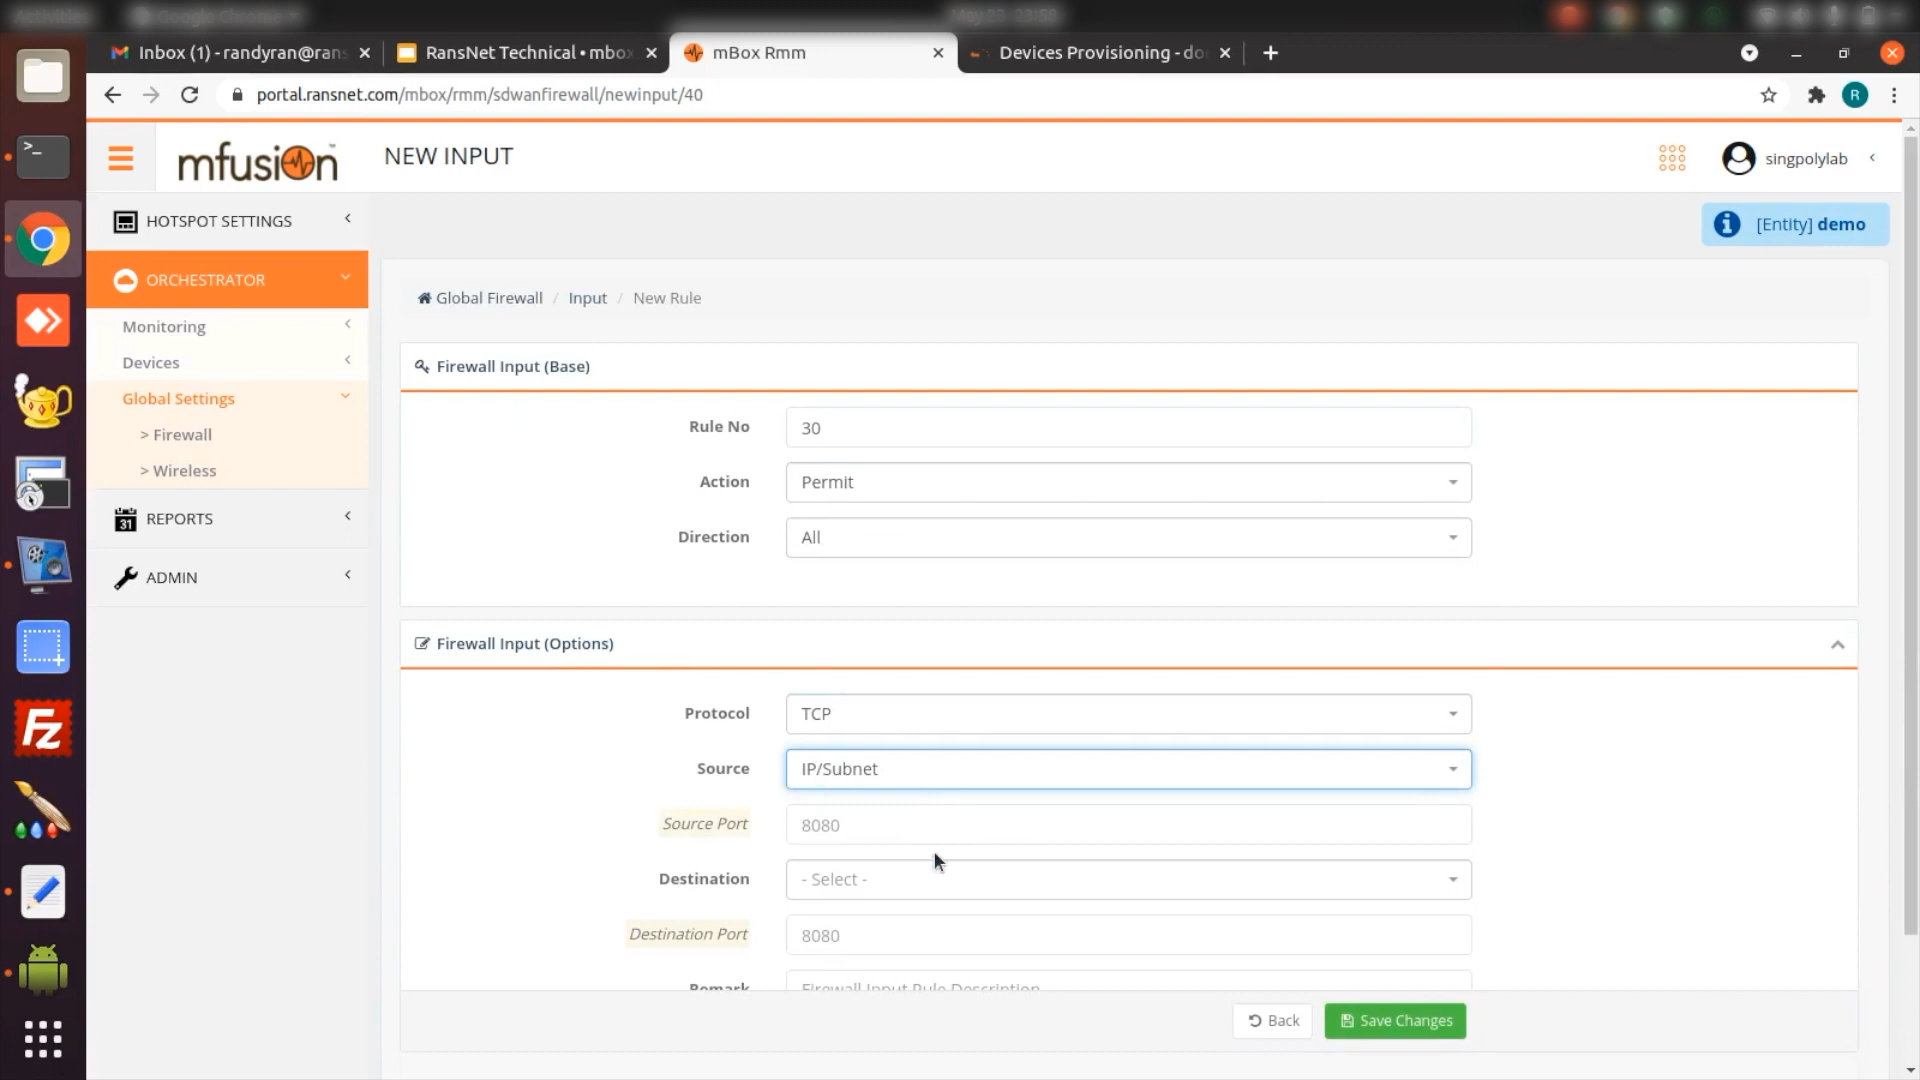 Activities
Google Chrome
May 22 23:50
Inbox (1) - randyran@rans
RansNet Technical • mbox
mBox Rmm
Devices Provisioning - doc
portal.ransnet.com/mbox/rmm/sdwanfirewall/newinput/40
R
mfusion
NEW INPUT
singpolylab
[Entity] demo
HOTSPOT SETTINGS
ORCHESTRATOR
Monitoring
Devices
Global Settings
> Firewall
> Wireless
31
REPORTS
ADMIN
Global Firewall / Input / New Rule
Firewall Input (Base)
Rule No
30
Action
Permit
Direction
All
Firewall Input (Options)
Protocol
TCP
Source
IP/Subnet
Source Port
8080
Destination
- Select -
Destination Port
8080
Remark
Firewall Input Rule Description
Back
Save Changes
Fz